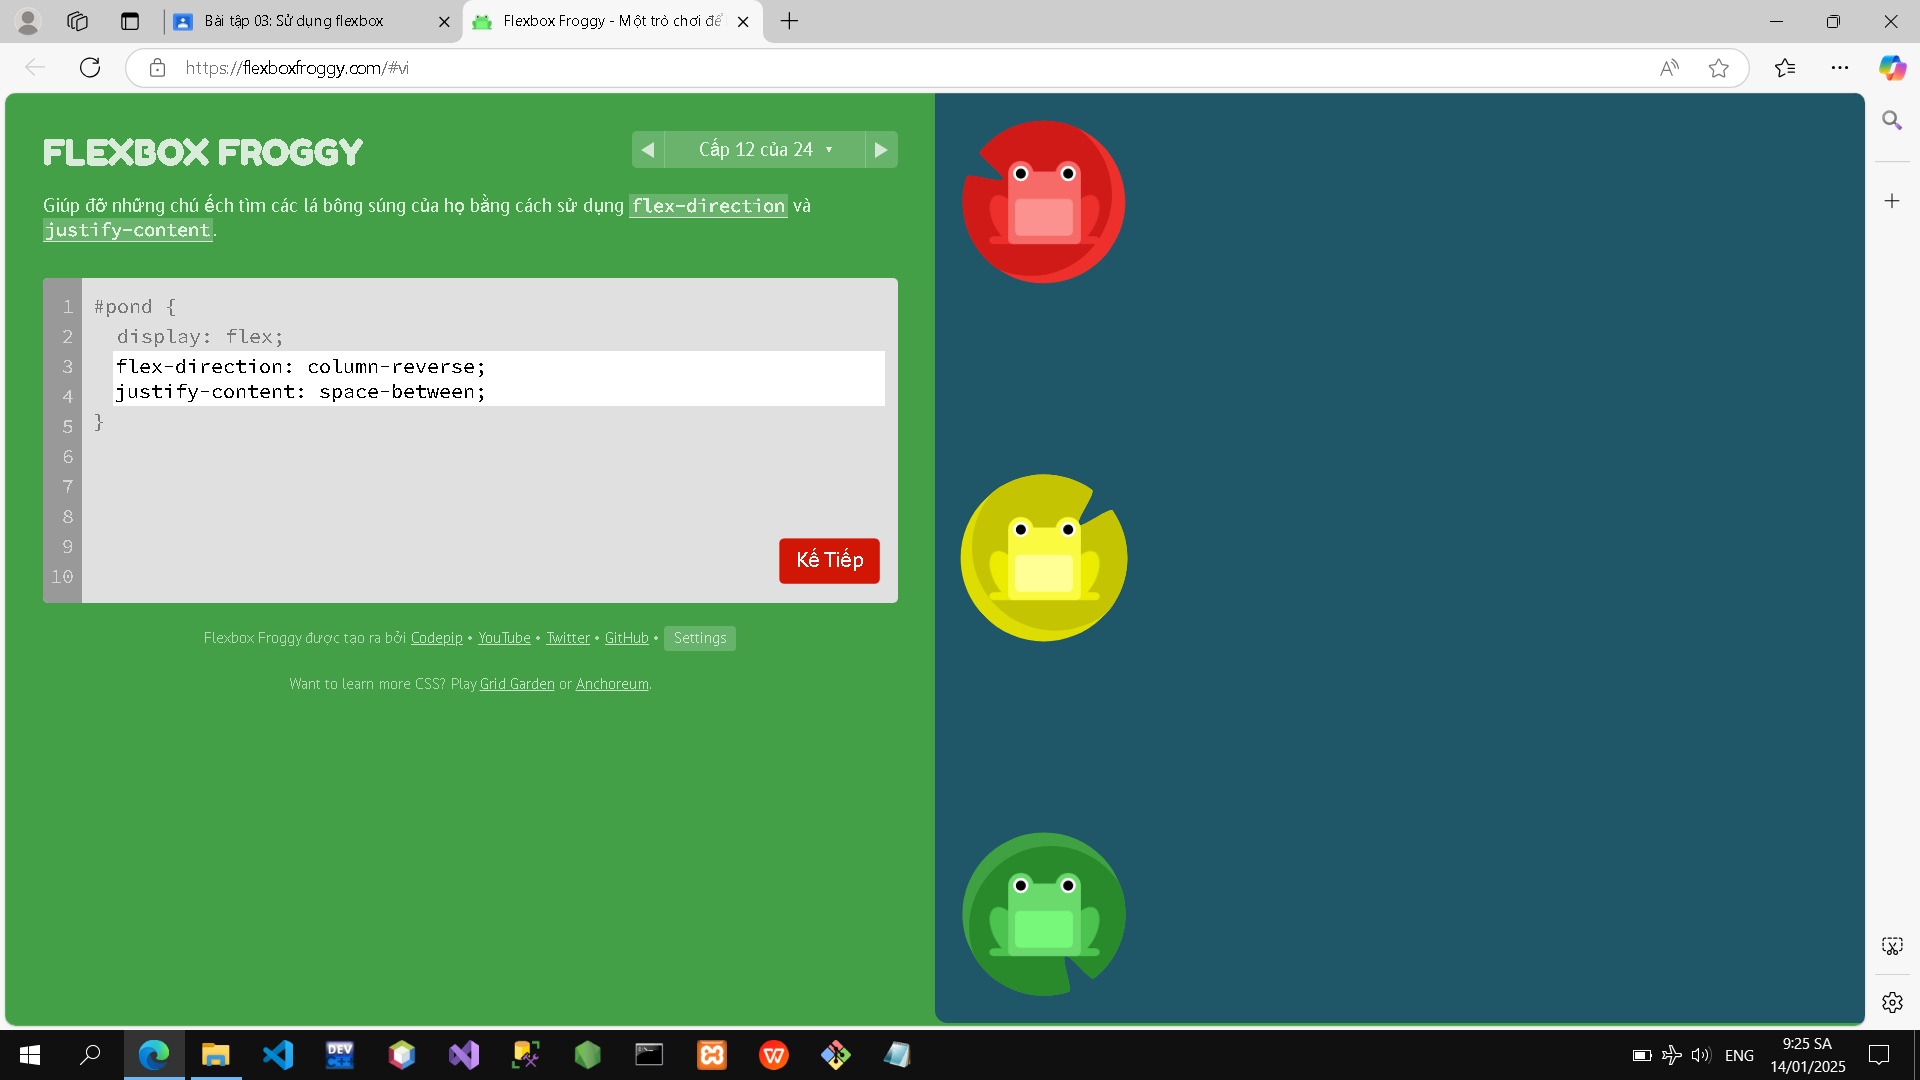 Bài tập 03: Sử dụng flexbox
Flexbox Froggy - Một trò chơi để
https://flexboxfroggy.com/#vi
FLEXBOX FROGGY
Cấp 12 của 24
Giúp đỡ những chú ếch tìm các lá bông súng của họ bằng cách sử dụng flex-direction và
justify-content.
1 #pond {
2 display: flex;
3 flex-direction: column-reverse;
4 justify-content: space-between;
5 }
6
7
8
9
10
Kế Tiếp
Flexbox Froggy được tạo ra bởi Codepip • YouTube • Twitter • GitHub • Settings
Want to learn more CSS? Play Grid Garden or Anchoreum.
DEV
C++
ENG
9:25 SA
14/01/2025